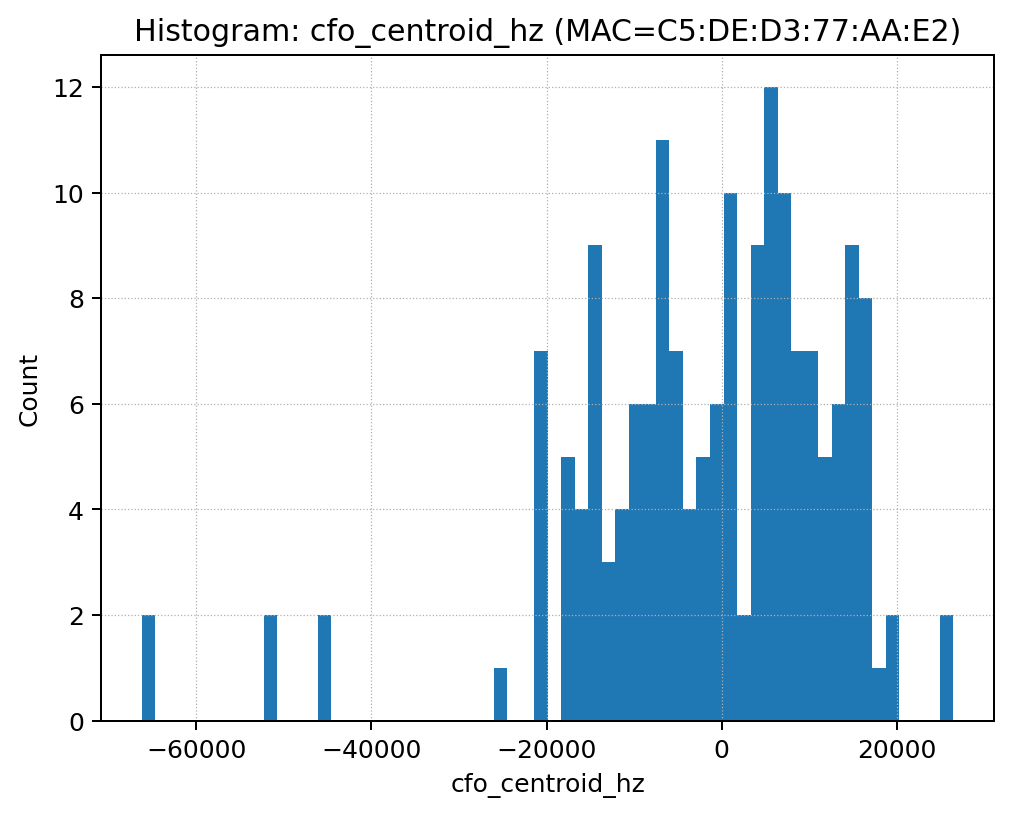 Histogram: cfo_centroid_hz (MAC=C5:DE:D3:77:AA:E2)
12
10
8
6
4
2
0
Count
−60000 −40000 −20000 0 20000
cfo_centroid_hz